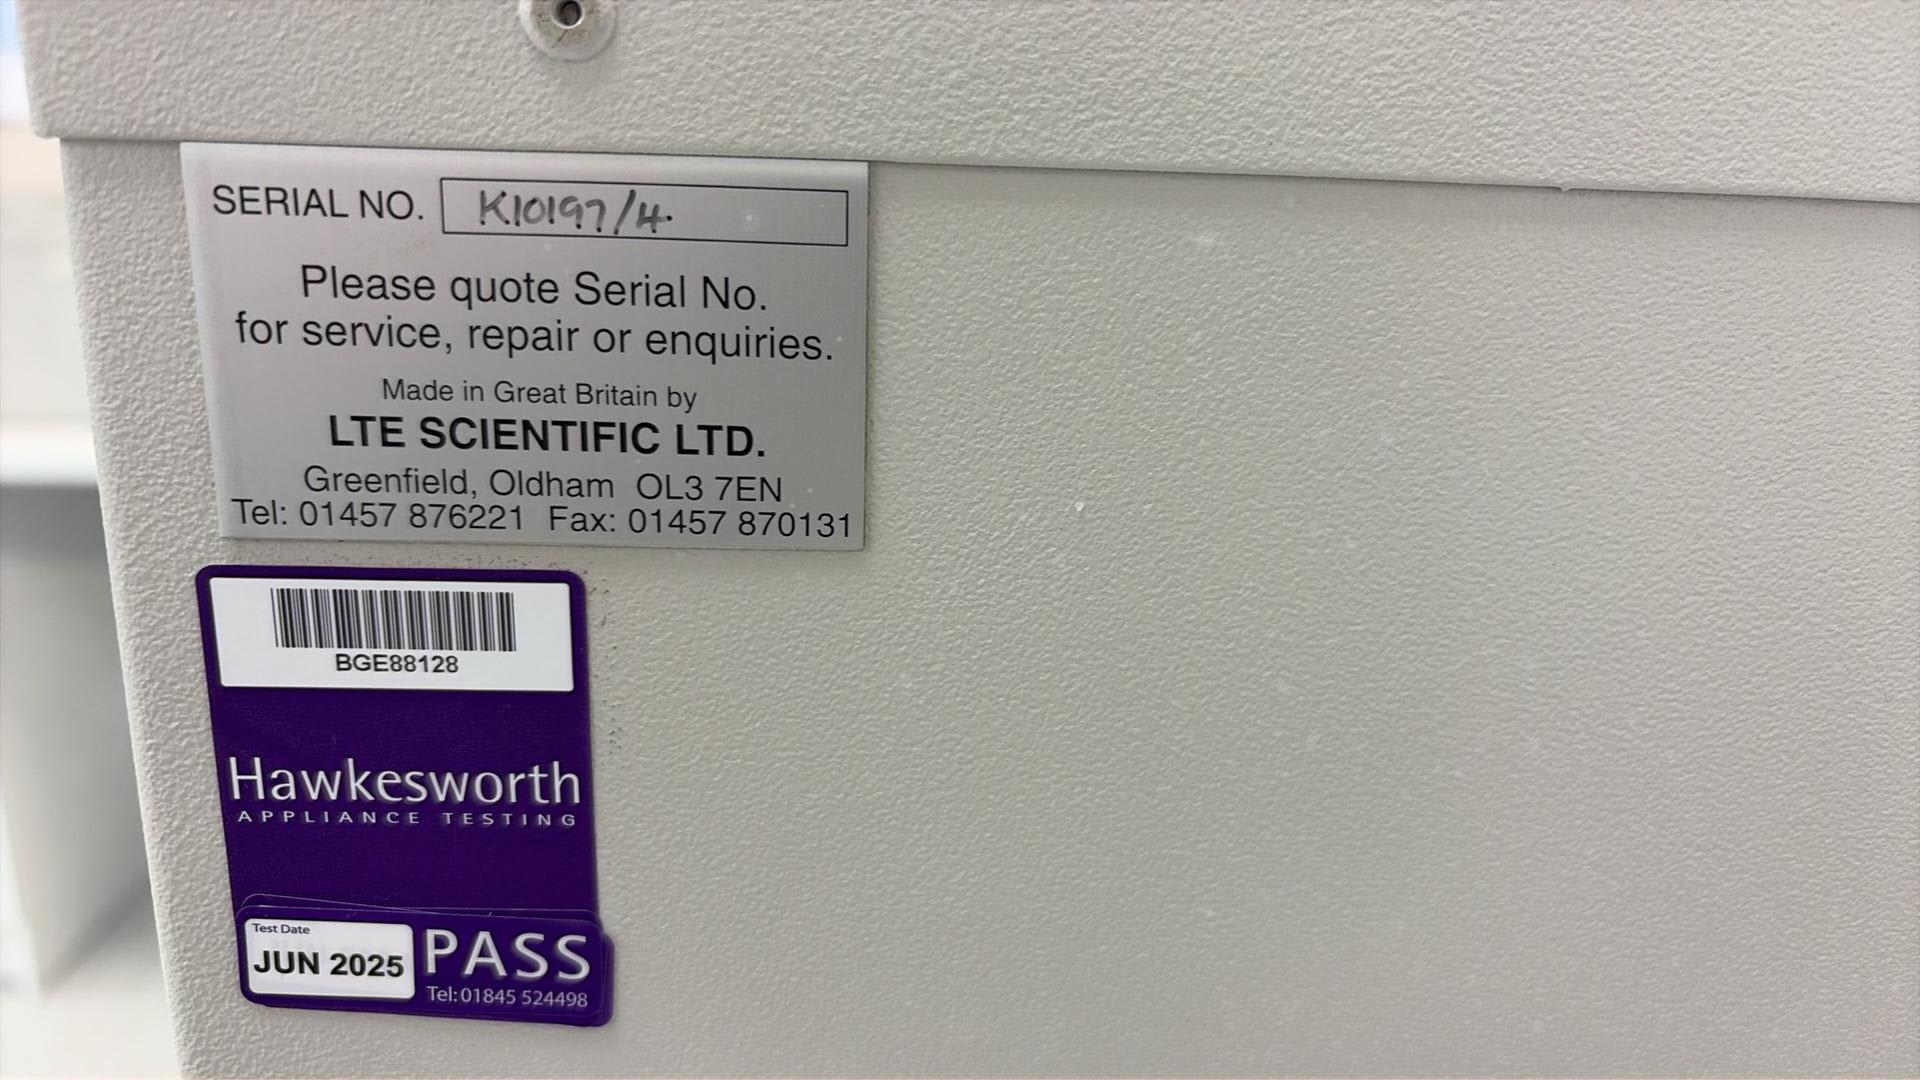 SERIAL NO. K10197/4.
Please quote Serial No.
for service, repair or enquiries.
Made in Great Britain by
LTE SCIENTIFIC LTD.
Greenfield, Oldham OL3 7EN
Tel: 01457 876221 Fax: 01457 870131
BGE88128
Hawkesworth
APPLIANCE TESTING
Test Date
JUN 2025
PASS
Tel:01845 524498